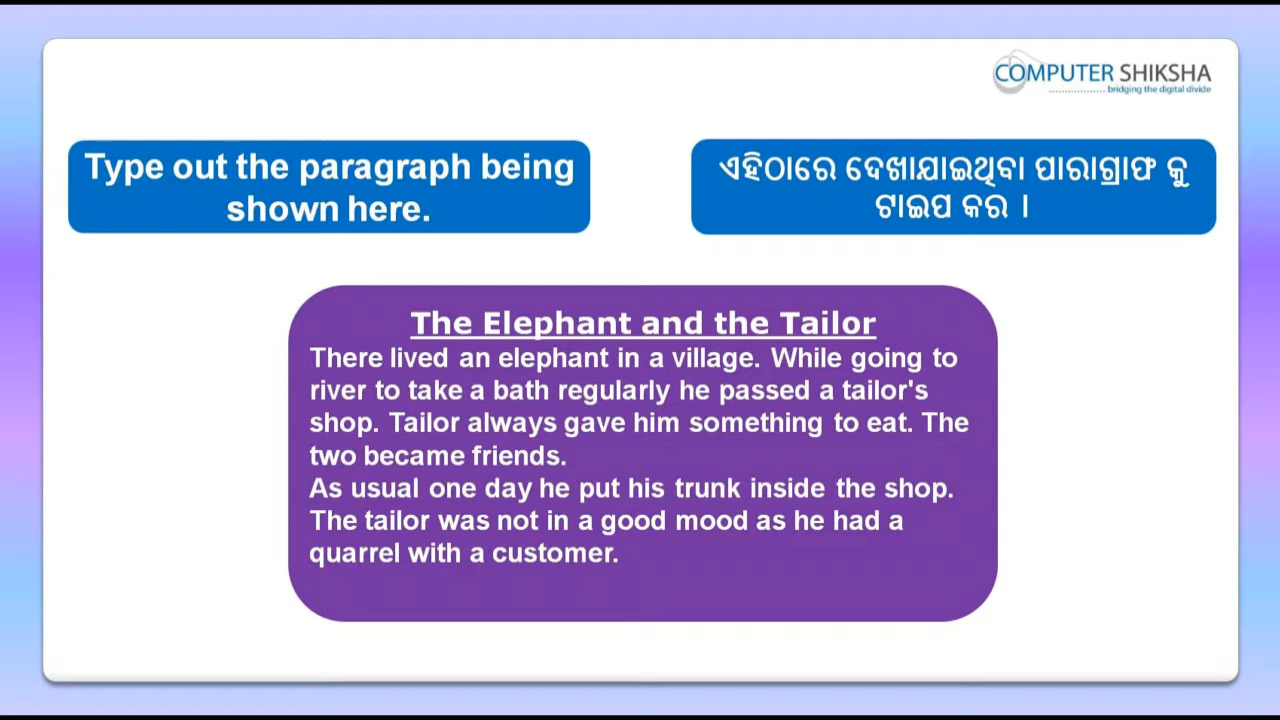 COMPUTER SHIKSHA
bridging the digital divide
Type out the paragraph being
shown here.
ଏହିଠାରେ ଦେଖାଯାଇଥିବା ପାରାଗ୍ରାଫ କୁ
ଟାଇପ କର ।
The Elephant and the Tailor
There lived an elephant in a village. While going to
river to take a bath regularly he passed a tailor's
shop. Tailor always gave him something to eat. The
two became friends.
As usual one day he put his trunk inside the shop.
The tailor was not in a good mood as he had a
quarrel with a customer.